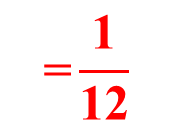 = 1/12